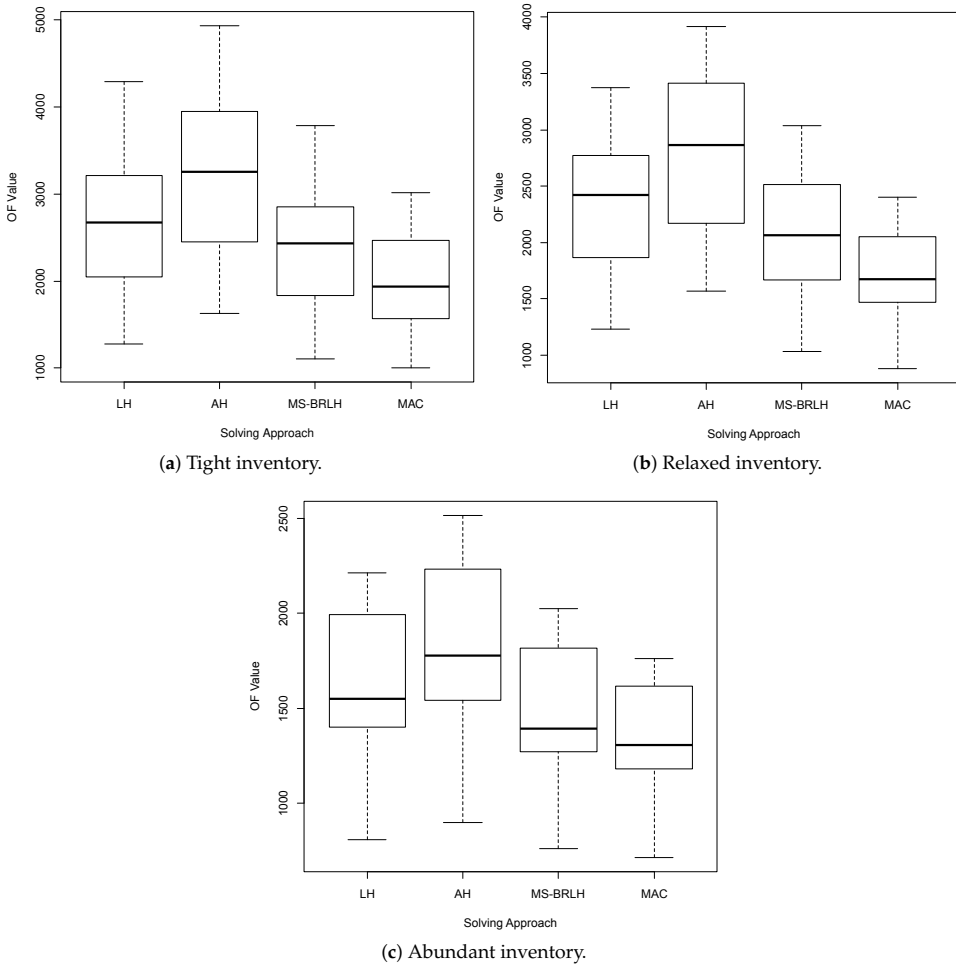 5000
4000
3000
2000
1000
OF Value
LH AH MS-BRLH MAC
Solving Approach
(a) Tight inventory.
4000
3500
3000
2500
2000
1500
1000
OF Value
LH AH MS-BRLH MAC
Solving Approach
(b) Relaxed inventory.
2500
2000
1500
1000
OF Value
LH AH MS-BRLH MAC
Solving Approach
(c) Abundant inventory.